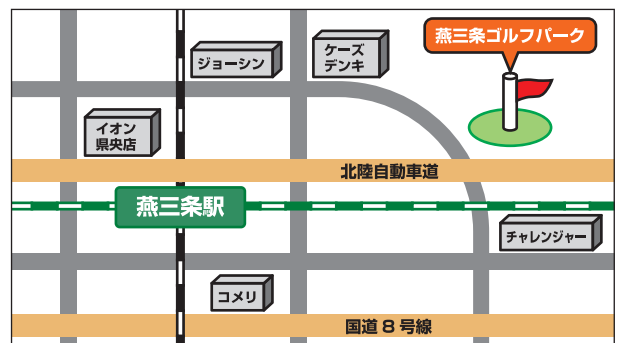 燕三条ゴルフパーク
ケーズ
デンキ
ジョーシン
イオン
県央店
北陸自動車道
燕三条駅
チャレンジャー
コメリ
国道8号線